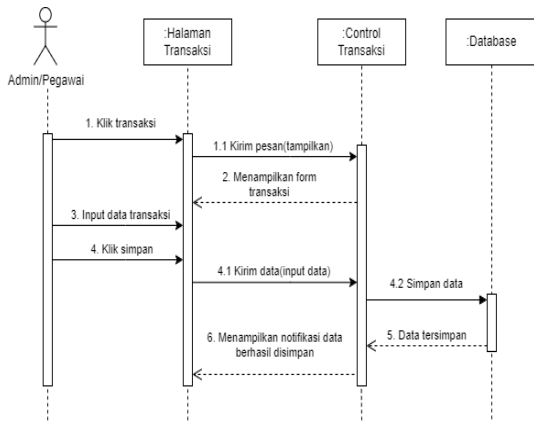 :Halaman
Transaksi
:Control
Transaksi
:Database
Admin/Pegawai
1. Klik transaksi
1.1 Kirim pesan(tampilkan)
2. Menampilkan form
transaksi
3. Input data transaksi
4. Klik simpan
4.1 Kirim data(input data)
4.2 Simpan data
5. Data tersimpan
6. Menampilkan notifikasi data
berhasil disimpan